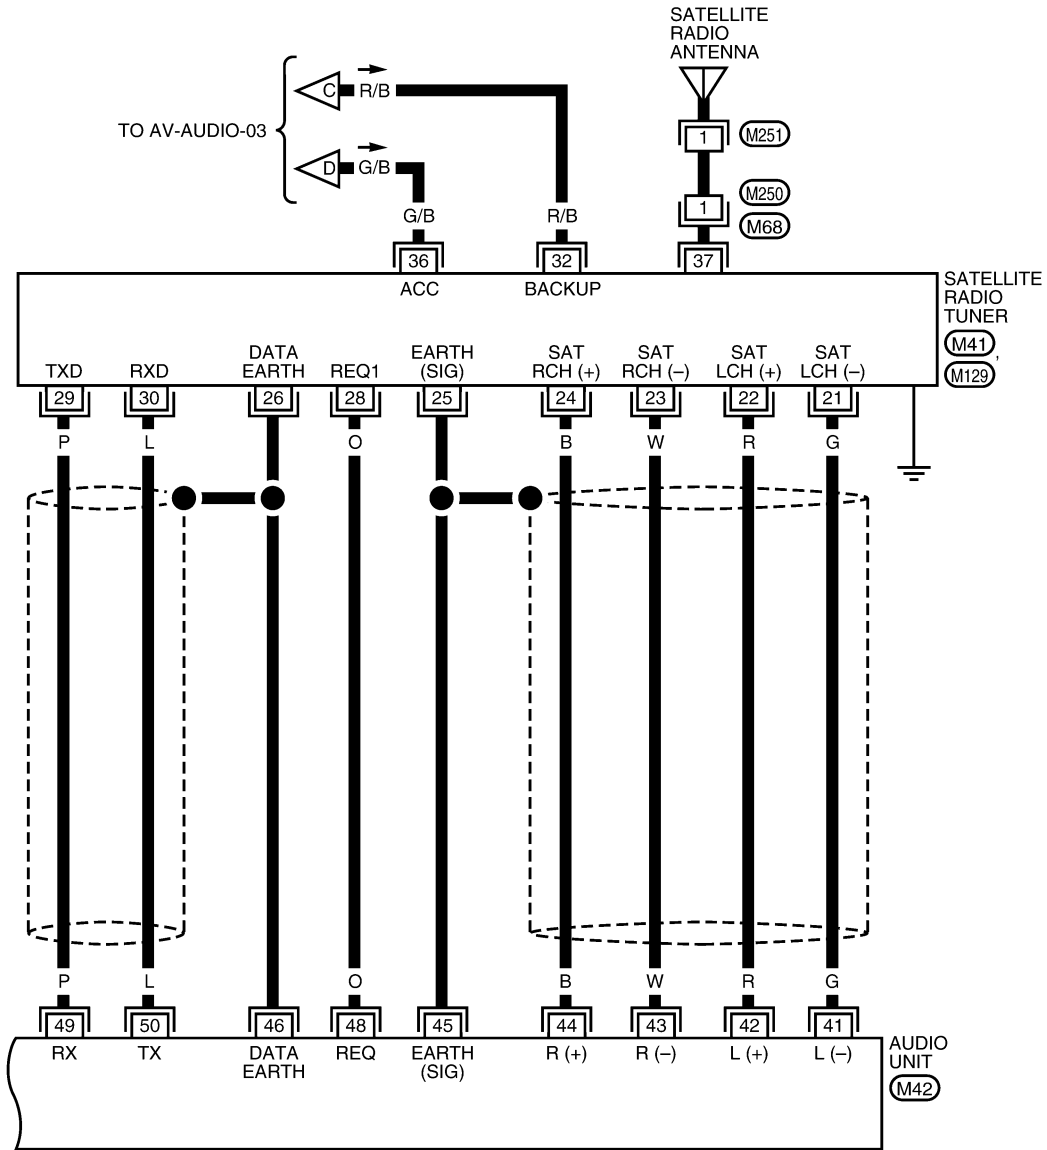 SATELLITE
RADIO
ANTENNA
C R/B
1 M251
TO AV-AUDIO-03
D G/B
M250
1
M68
G/B R/B
36 32 37
ACC BACKUP
SATELLITE
RADIO
TUNER
M41,
M129
TXD RXD DATA EARTH REQ1 EARTH (SIG) SAT RCH (+) SAT RCH (–) SAT LCH (+) SAT LCH (–)
29 30 26 28 25 24 23 22 21
P L O B W R G
P L O B W R G
49 50 46 48 45 44 43 42 41
RX TX DATA EARTH REQ EARTH (SIG) R (+) R (–) L (+) L (–)
AUDIO
UNIT
M42